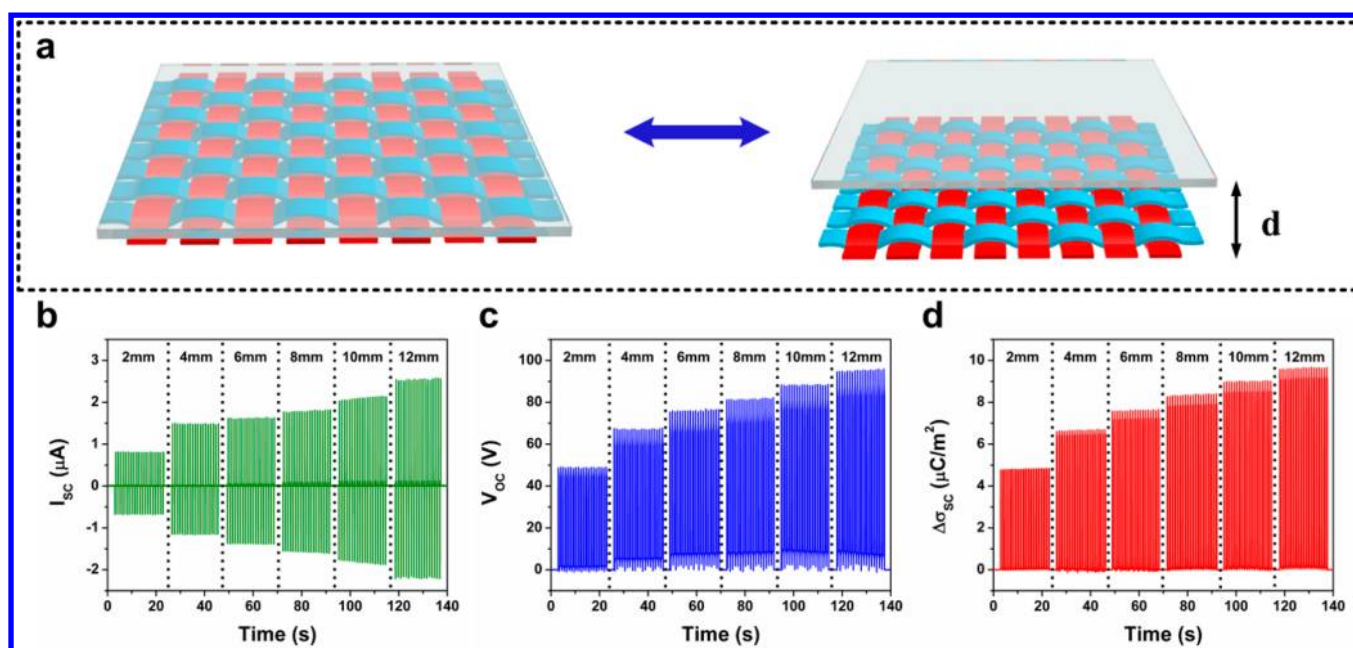 a
d
b
c
d
2mm 4mm 6mm 8mm 10mm 12mm
3
2
1
0
-1
-2
I_SC (μA)
0 20 40 60 80 100 120 140
Time (s)
2mm 4mm 6mm 8mm 10mm 12mm
100
80
60
40
20
0
V_OC (V)
0 20 40 60 80 100 120 140
Time (s)
2mm 4mm 6mm 8mm 10mm 12mm
10
8
6
4
2
0
Δσ_SC (μC/m²)
0 20 40 60 80 100 120 140
Time (s)